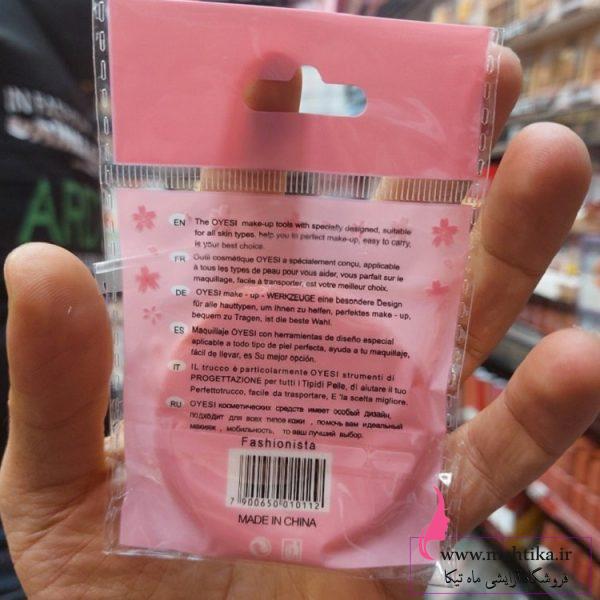 EN
The OYESI make-up tools with specially designed, suitable
for all skin types, help you to perfect make-up, easy to carry,
is your best choice.
FR
Outil cosmétique OYESI a spécialement conçu, applicable
à tous les types de peau pour vous aider, vous parfait sur le
maquillage, facile à transporter, est votre meilleur choix.
DE
OYESI make - up - WERKZEUGE eine besondere Design
für alle hauttypen, um Ihnen zu helfen, perfektes make - up,
bequem zu Tragen, ist die beste Wahl.
ES
Maquillaje OYESI con herramientas de diseño especial
aplicable a todo tipo de piel perfecta, ayuda a tu maquillaje,
fácil de llevar, es Su mejor opción.
IT
IL trucco è particolarmente OYESI strumenti di
PROGETTAZIONE per tutti i Tipidi Pelle, di aiutare il tuo
Perfettotrucco, facile da trasportare, E 'la scelta migliore.
RU
OYESI косметических средств имеет особый дизайн,
подходит для всех типов кожи , помочь вам идеальный
макияж , мобильность, то ваш лучший выбор.
Fashionista
7 900650 010112
MADE IN CHINA
www.mahtika.ir
فروشگاه آرایشی ماه تیکا